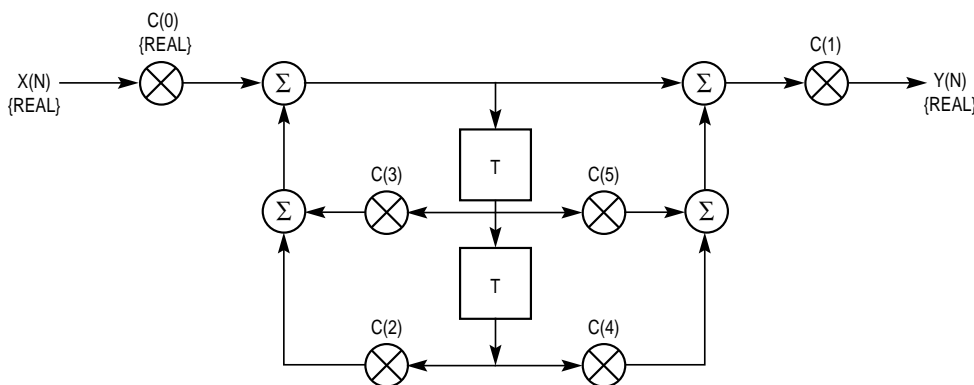 C(0)
{REAL}
C(1)
X(N)
{REAL}
Σ
Σ
Y(N)
{REAL}
T
C(3)
C(5)
Σ
Σ
T
C(2)
C(4)